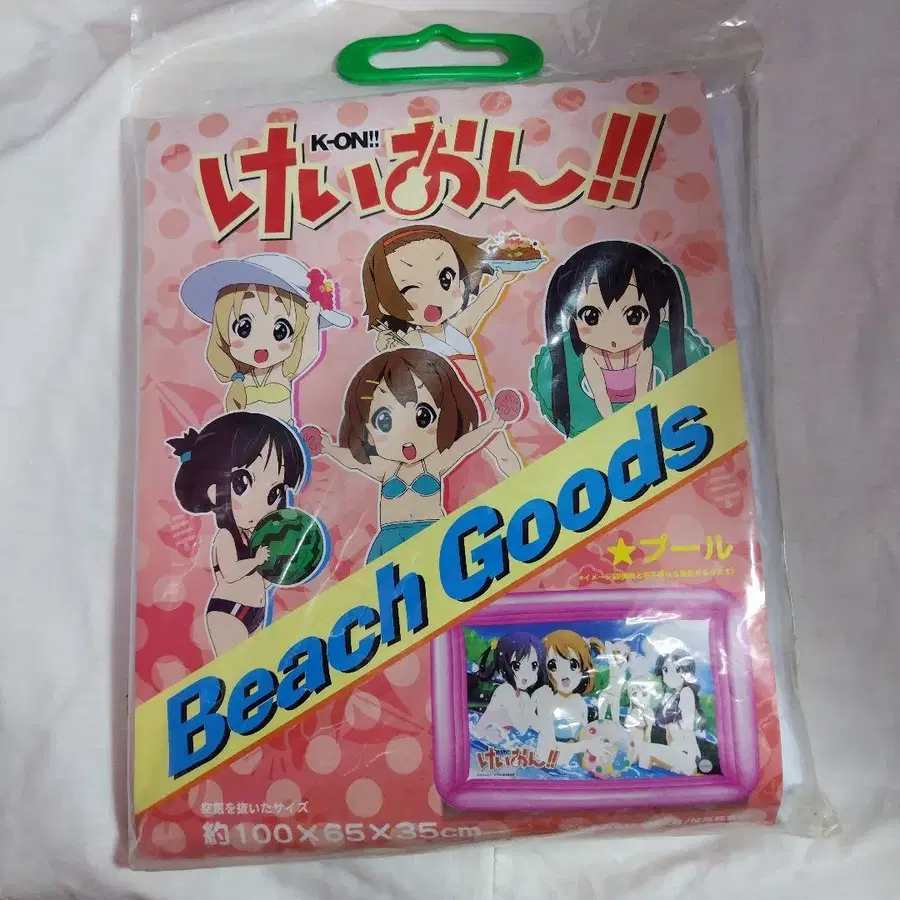 K-ON!!
けいおん!!
Beach Goods
★プール
けいおん!!
空気を抜いたサイズ
約100×65×35cm